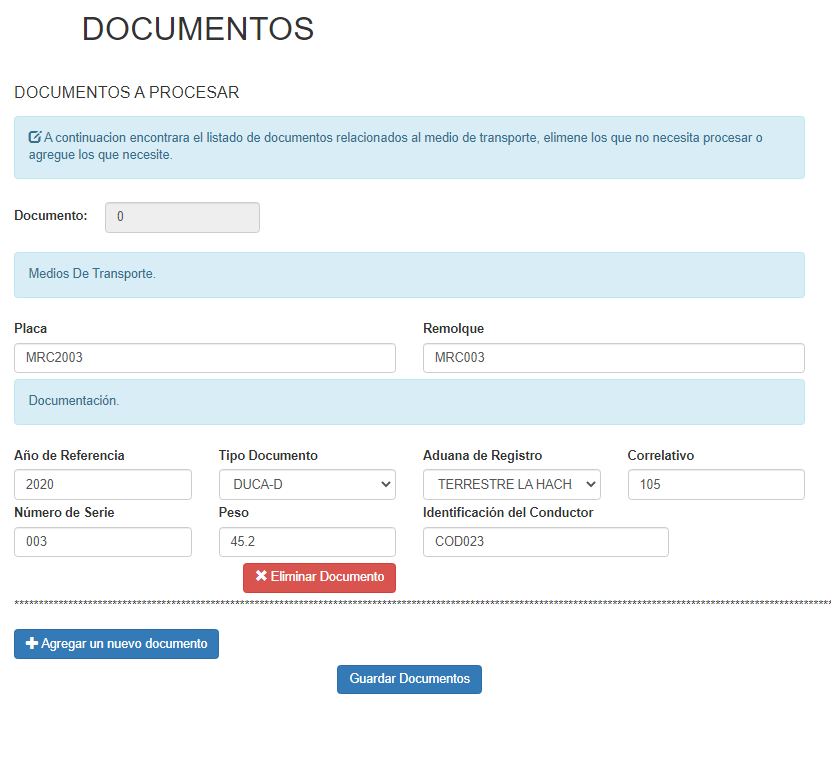 DOCUMENTOS
DOCUMENTOS A PROCESAR
A continuacion encontrara el listado de documentos relacionados al medio de transporte, elimene los que no necesita procesar o
agregue los que necesite.
Documento: 0
Medios De Transporte.
Placa Remolque
MRC2003 MRC003
Documentación.
Año de Referencia Tipo Documento Aduana de Registro Correlativo
2020 DUCA-D TERRESTRE LA HACH 105
Número de Serie Peso Identificación del Conductor
003 45.2 COD023
Eliminar Documento
Agregar un nuevo documento
Guardar Documentos